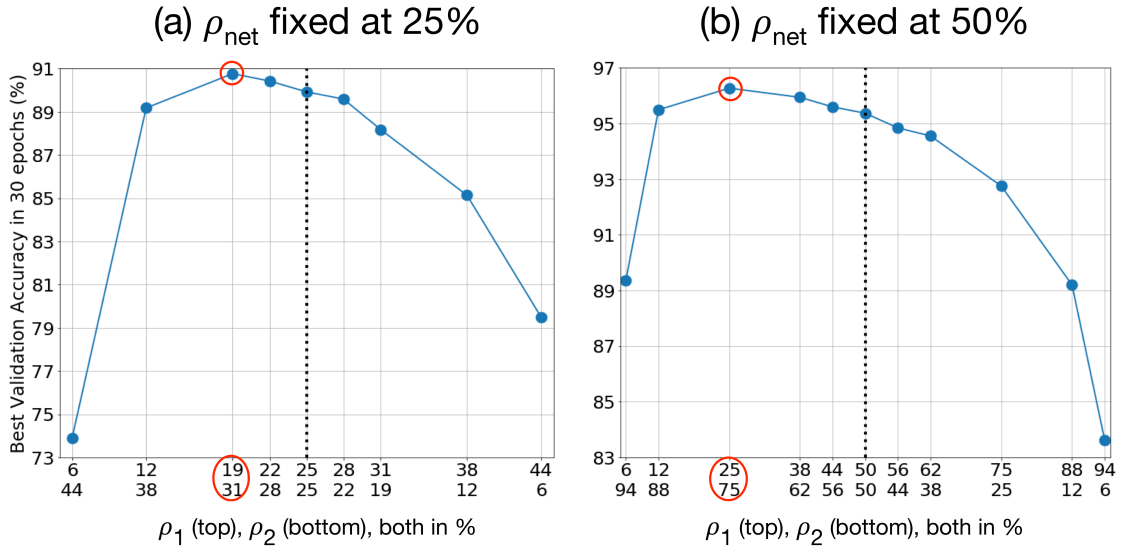 (a) ρnet fixed at 25%
(b) ρnet fixed at 50%
Best Validation Accuracy in 30 epochs (%)
91
89
87
85
83
81
79
77
75
73
6 12 19 22 25 28 31 38 44
44 38 31 28 25 22 19 12 6
ρ1 (top), ρ2 (bottom), both in %
97
95
93
91
89
87
85
83
6 12 25 38 44 50 56 62 75 88 94
94 88 75 62 56 50 44 38 25 12 6
ρ1 (top), ρ2 (bottom), both in %